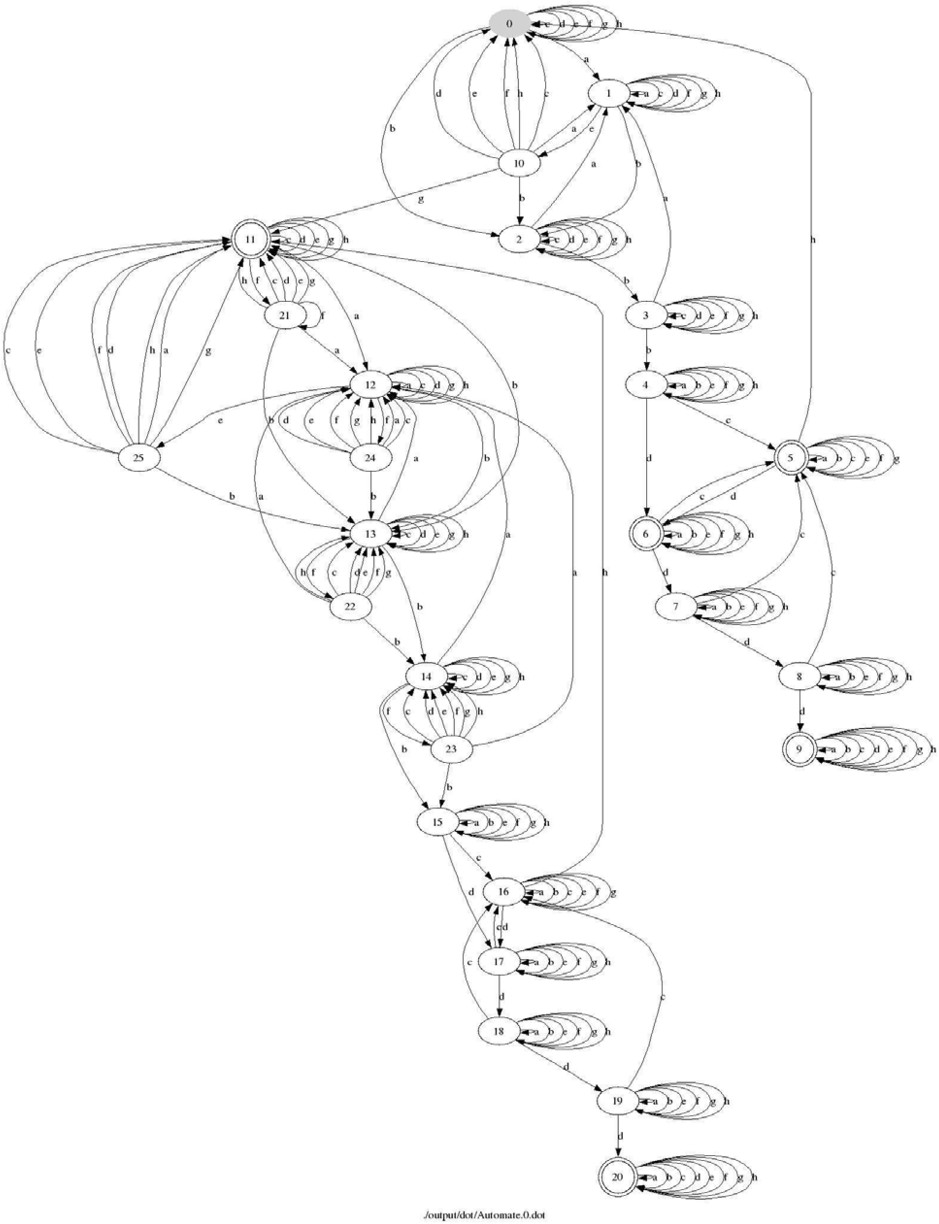 0 c d e f g h
a
1 a c d f g h
b d e f h c
10 a e
b
g b a
2 c d e f g h
11 c d e g h
b a
3 c d e f g h
h f c d e g
21 f a
b
a
4 a b e f g h
12 a c d g h
c e f d h a g
b
e
b d e f g h f a c
24
c
d
5 a b c e f g
h
25
a b
b a
c d
13 c d e g h
6 a b e f g h
b
h f c d e f g
22
d c
7 a b e f g h
b
b
d c
14 c d e g h
a
8 a b e f g h
f c d e f g h
d
23
a h
b
b
9 a b c d e f g h
15 a b e f g h
c
d
16 a b c e f g
c d
17 a b e f g h
c d
18 a b e f g h
c
d
19 a b e f g h
d
20 a b c d e f g h
./output/dot/Automate.0.dot